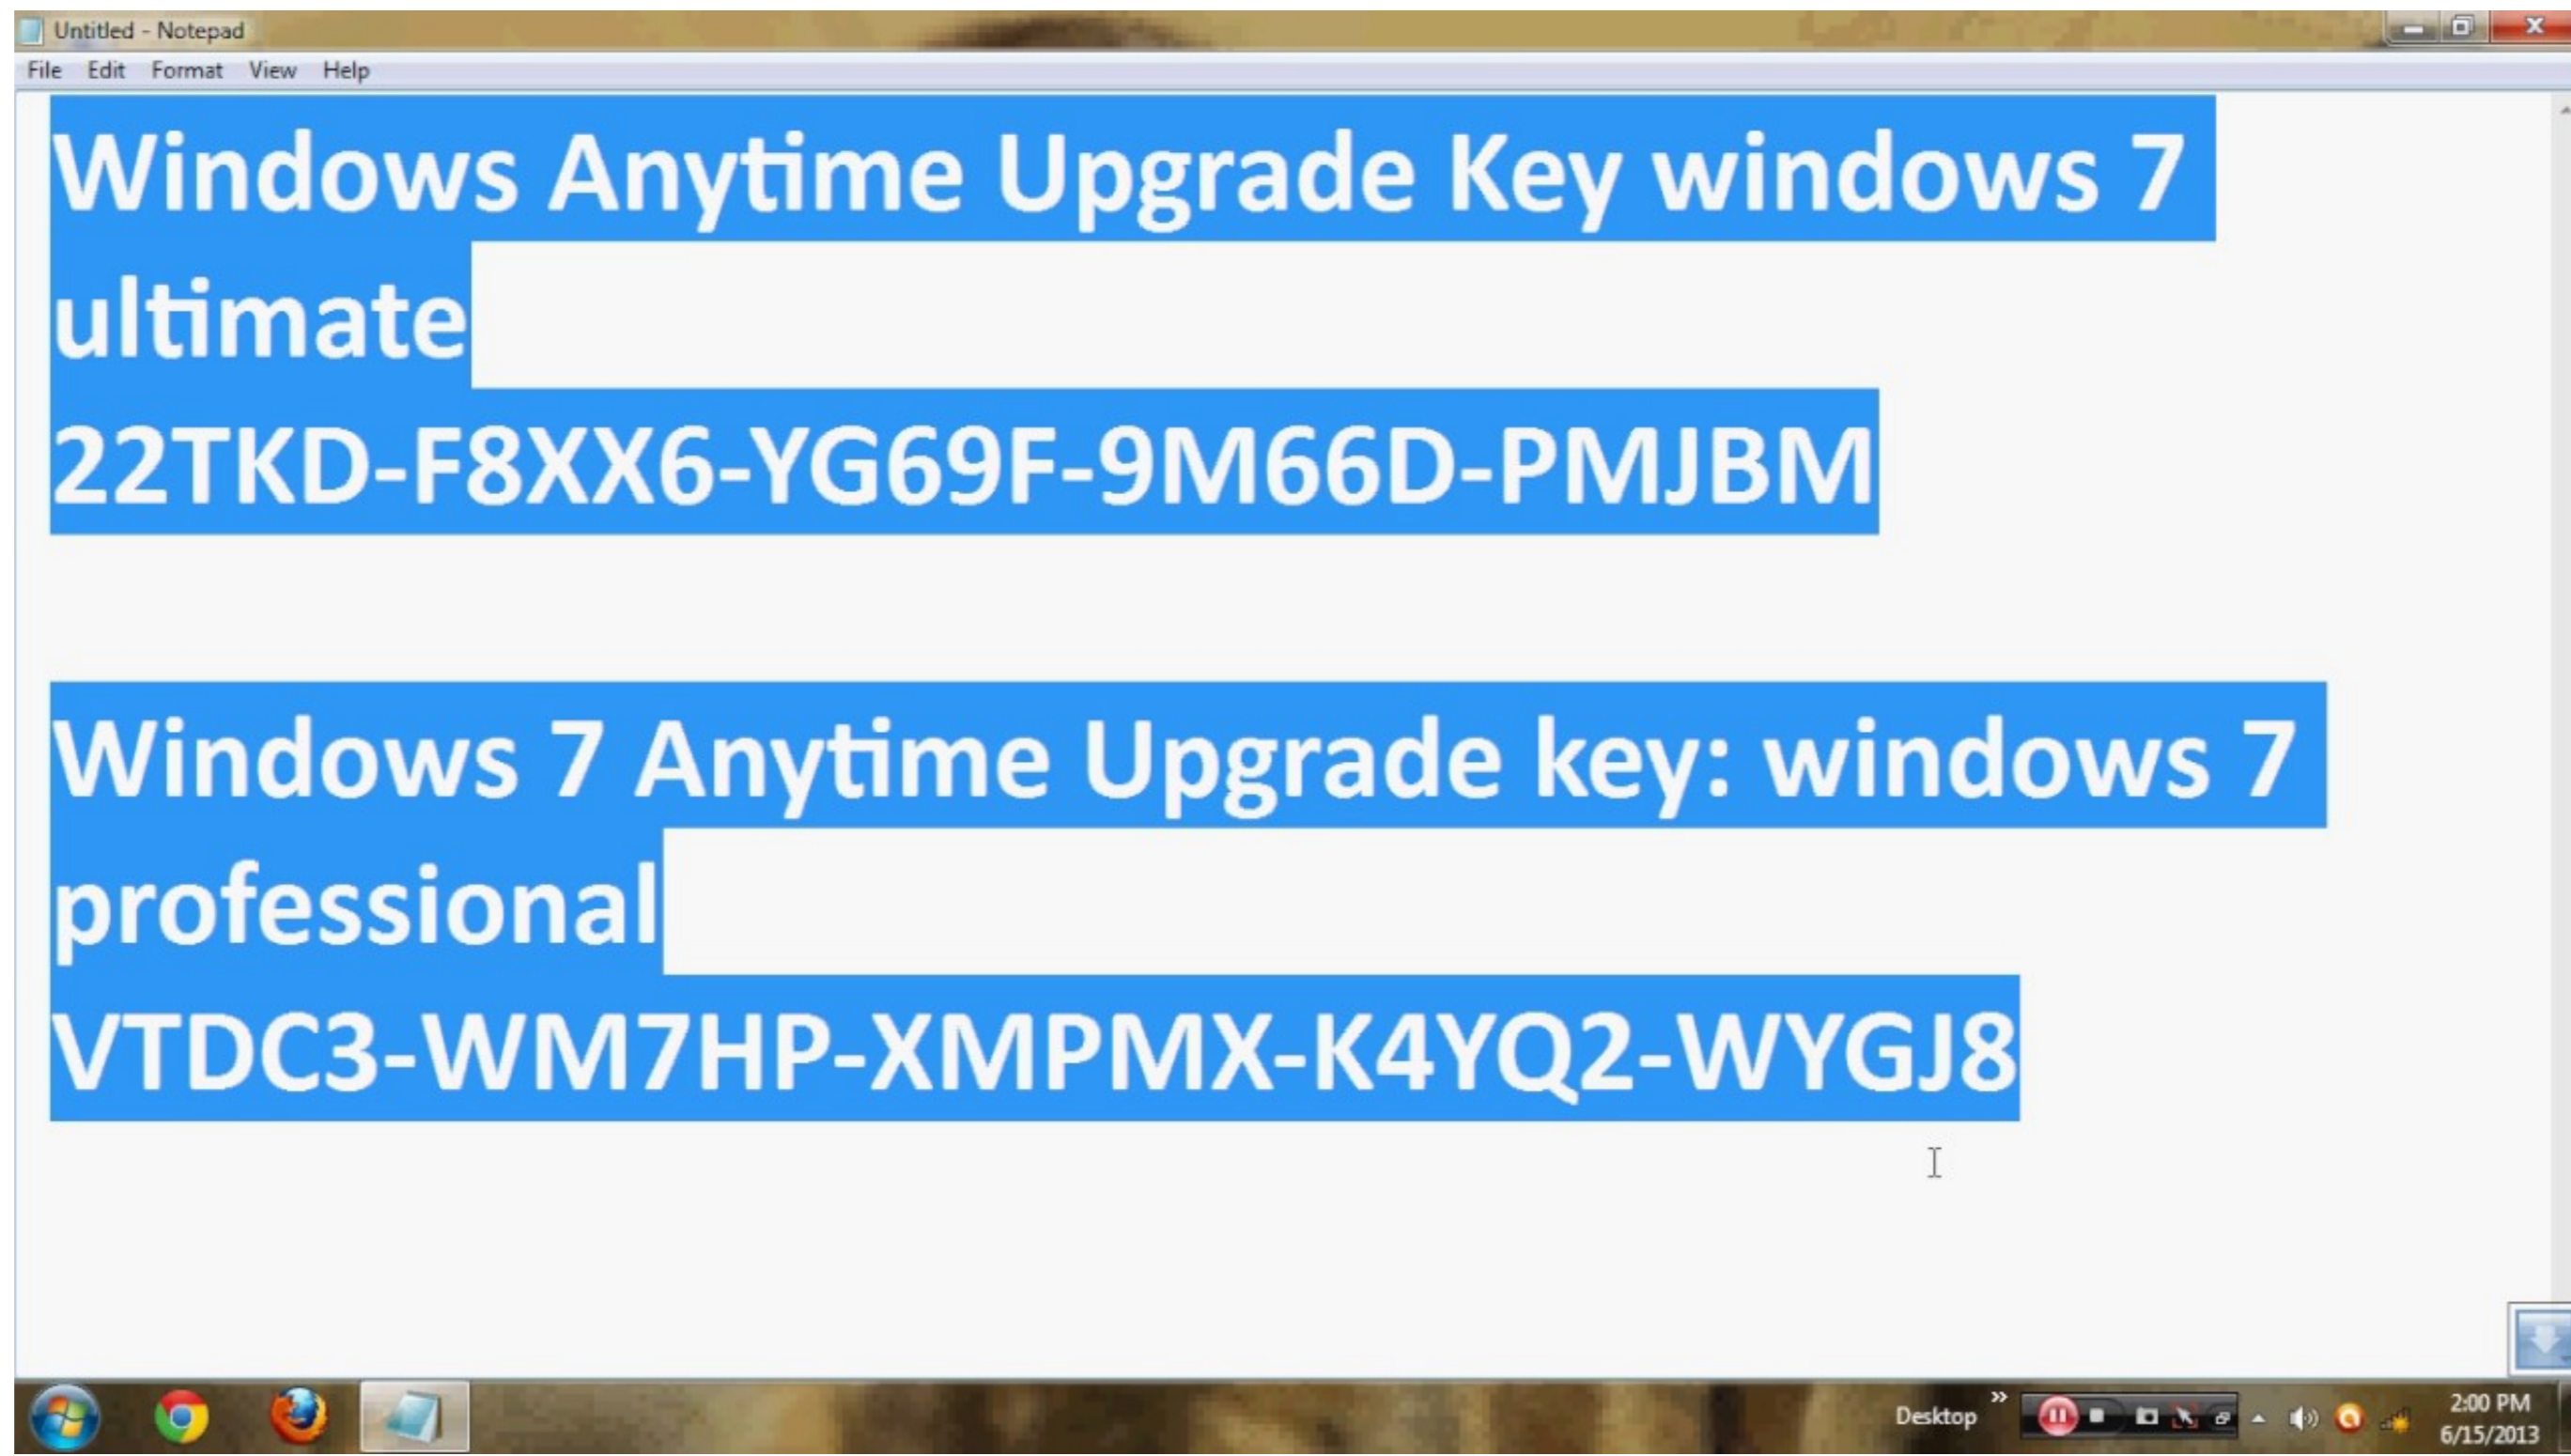 Untitled - Notepad
File Edit Format View Help
Windows Anytime Upgrade Key windows 7
ultimate
22TKD-F8XX6-YG69F-9M66D-PMJBM
Windows 7 Anytime Upgrade key: windows 7
professional
VTDC3-WM7HP-XMPMX-K4YQ2-WYGJ8
Desktop
2:00 PM
6/15/2013